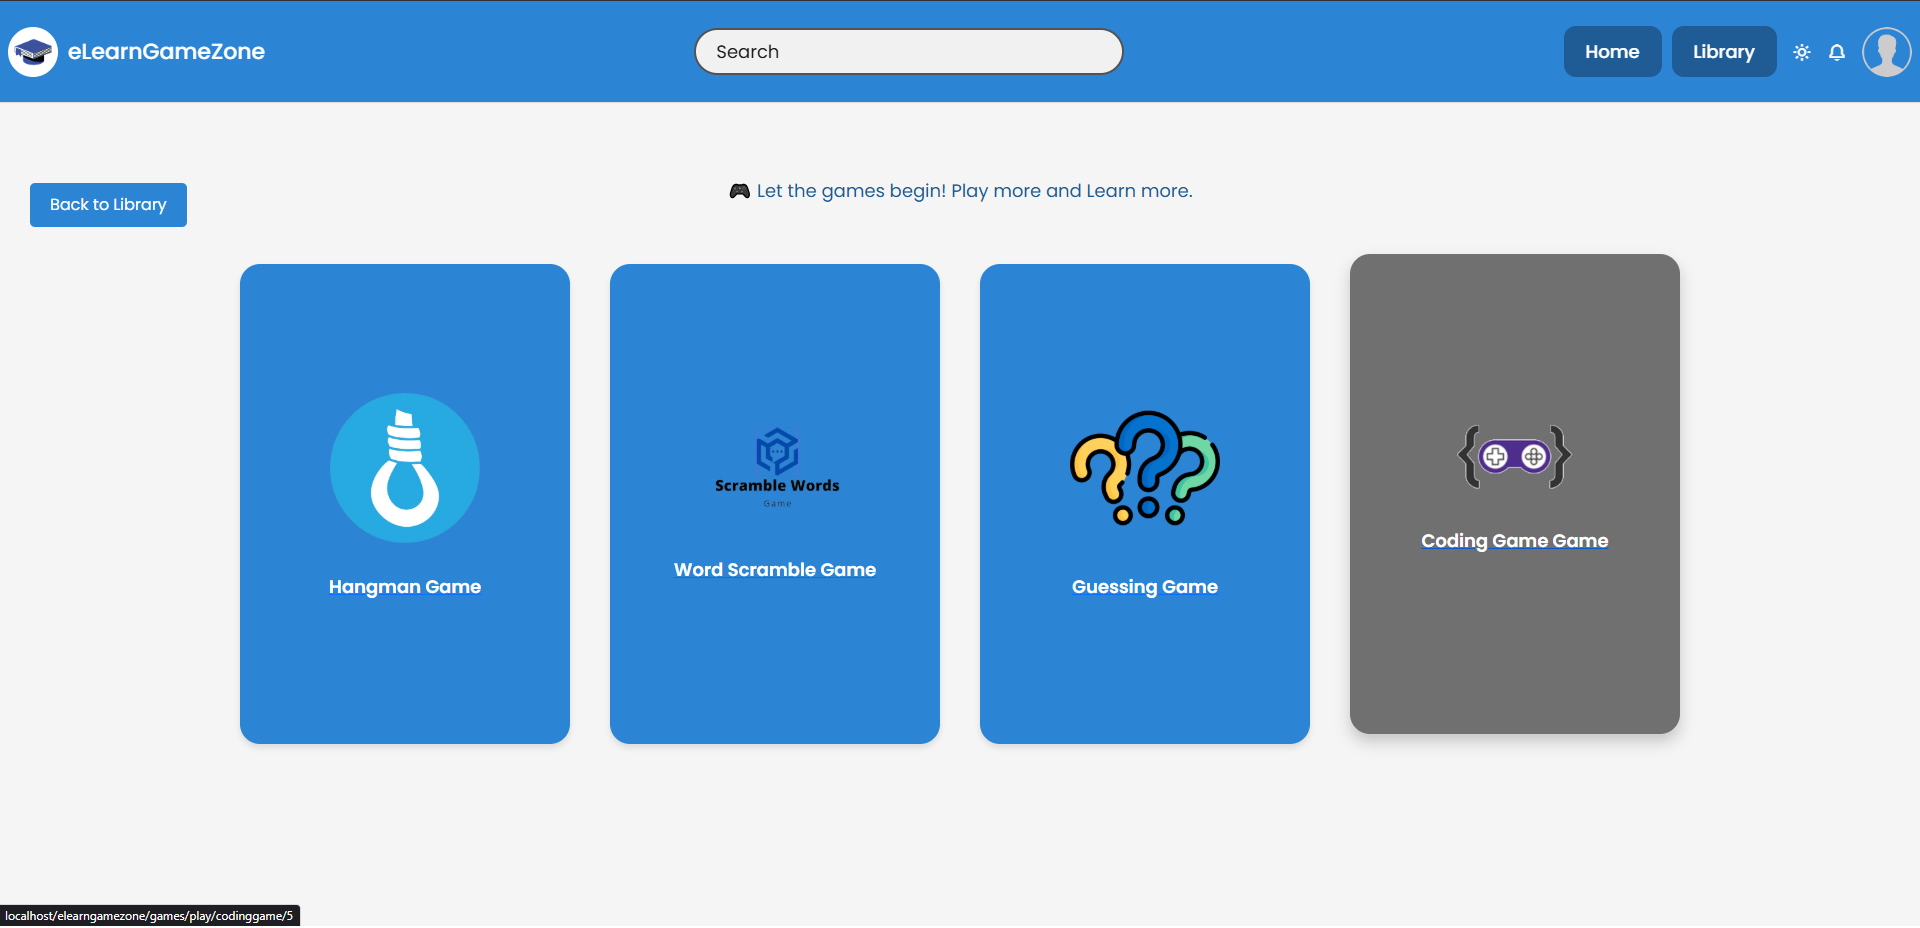 eLearnGameZone
Search
Home
Library
Back to Library
🎮 Let the games begin! Play more and Learn more.
Hangman Game
Scramble Words
Game
Word Scramble Game
Guessing Game
Coding Game Game
localhost/elearngamezone/games/play/codinggame/5